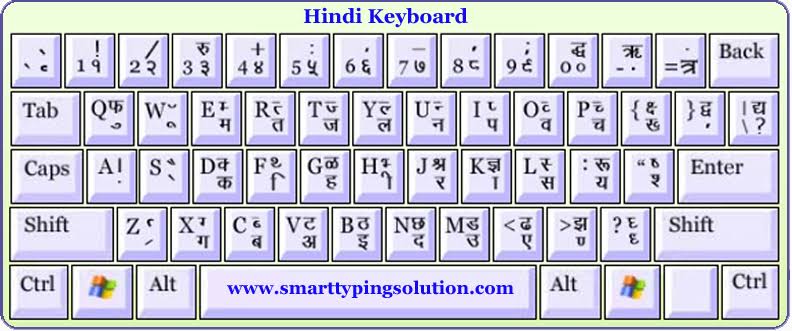 Hindi Keyboard
1 ! १ 2 / २ 3 रु ३ 4 + ४ 5 : ५ 6 ६ 7 – ७ 8 ८ 9 ; ९ 0 द्ध ० - ऋ . = त्र Back
Tab Q फ W E म् म R त् त T ज् ज Y ल् ल U न् न I प् प O व् व P च् च { क्ष् ख् } द्व , | द्य \ ?
Caps A । S D क् क F थ् ि G ळ ह H भ् ी J श्र र K ज्ञ L स् स : रू य “ ष् श् Enter
Shift Z X ग् ग C ब् ब V ट अ B ठ इ N छ द M ड उ < ढ ए > झ ण् ? Shift
Ctrl Alt www.smarttypingsolution.com Alt Ctrl